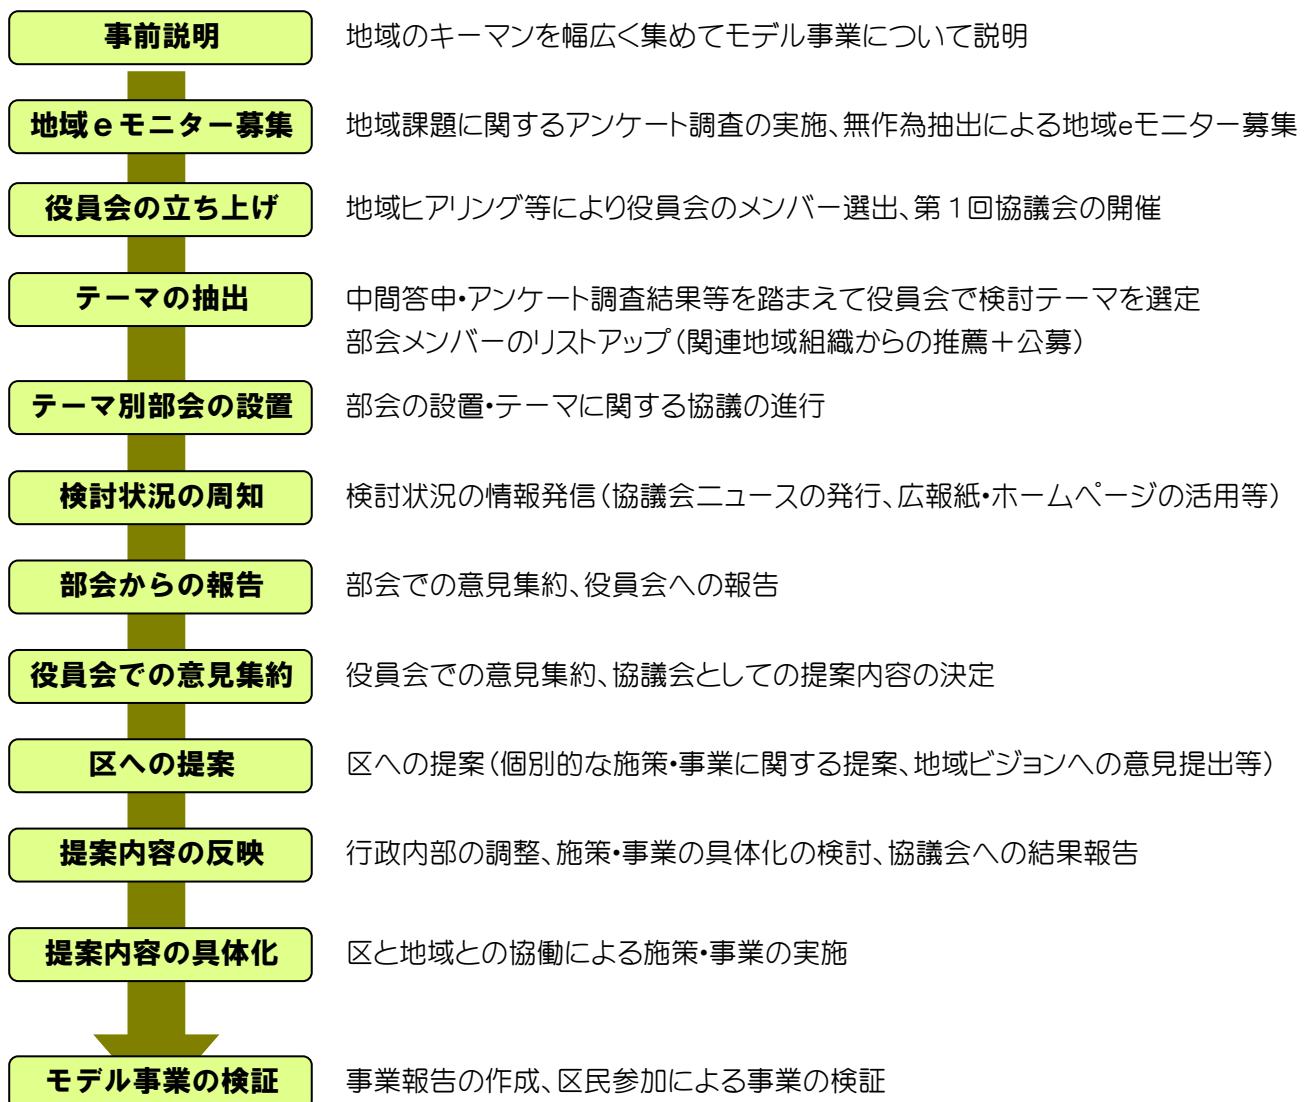 事前説明 地域のキーマンを幅広く集めてモデル事業について説明
地域eモニター募集 地域課題に関するアンケート調査の実施、無作為抽出による地域eモニター募集
役員会の立ち上げ 地域ヒアリング等により役員会のメンバー選出、第1回協議会の開催
テーマの抽出 中間答申・アンケート調査結果等を踏まえて役員会で検討テーマを選定
部会メンバーのリストアップ（関連地域組織からの推薦＋公募）
テーマ別部会の設置 部会の設置・テーマに関する協議の進行
検討状況の周知 検討状況の情報発信（協議会ニュースの発行、広報紙・ホームページの活用等）
部会からの報告 部会での意見集約、役員会への報告
役員会での意見集約 役員会での意見集約、協議会としての提案内容の決定
区への提案 区への提案（個別的な施策・事業に関する提案、地域ビジョンへの意見提出等）
提案内容の反映 行政内部の調整、施策・事業の具体化の検討、協議会への結果報告
提案内容の具体化 区と地域との協働による施策・事業の実施
モデル事業の検証 事業報告の作成、区民参加による事業の検証